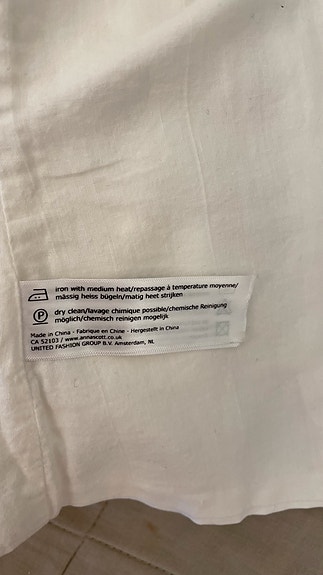 iron with medium heat/repassage à temperature moyenne/
mässig heiss bügeln/matig heet strijken
P
dry clean/lavage chimique possible/chemische Reinigung
möglich/chemisch reinigen mogelijk
Made in China - Fabrique en Chine - Hergestellt in China
CA 52103 / www.annascott.co.uk
UNITED FASHION GROUP B.V. Amsterdam, NL